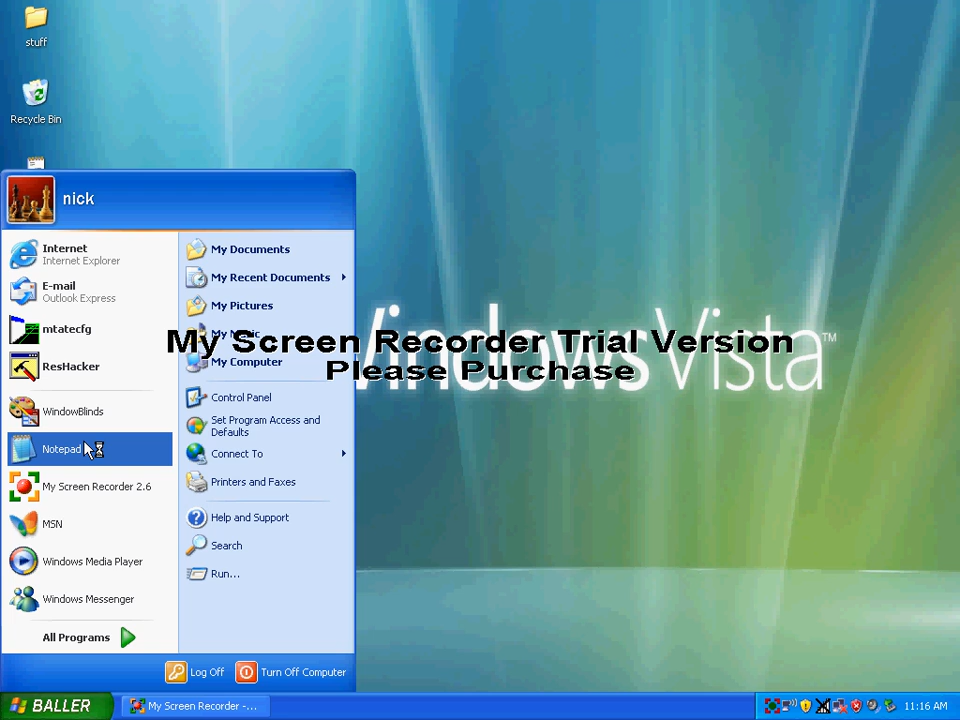 stuff
Recycle Bin
nick
Internet
Internet Explorer
E-mail
Outlook Express
mtatecfg
ResHacker
WindowBlinds
Notepad
My Screen Recorder 2.6
MSN
Windows Media Player
Windows Messenger
All Programs
My Documents
My Recent Documents
My Pictures
My Music
My Computer
Control Panel
Set Program Access and
Defaults
Connect To
Printers and Faxes
Help and Support
Search
Run...
Windows Vista™
My Screen Recorder Trial Version
Please Purchase
Log Off
Turn Off Computer
BALLER
My Screen Recorder -...
11:16 AM